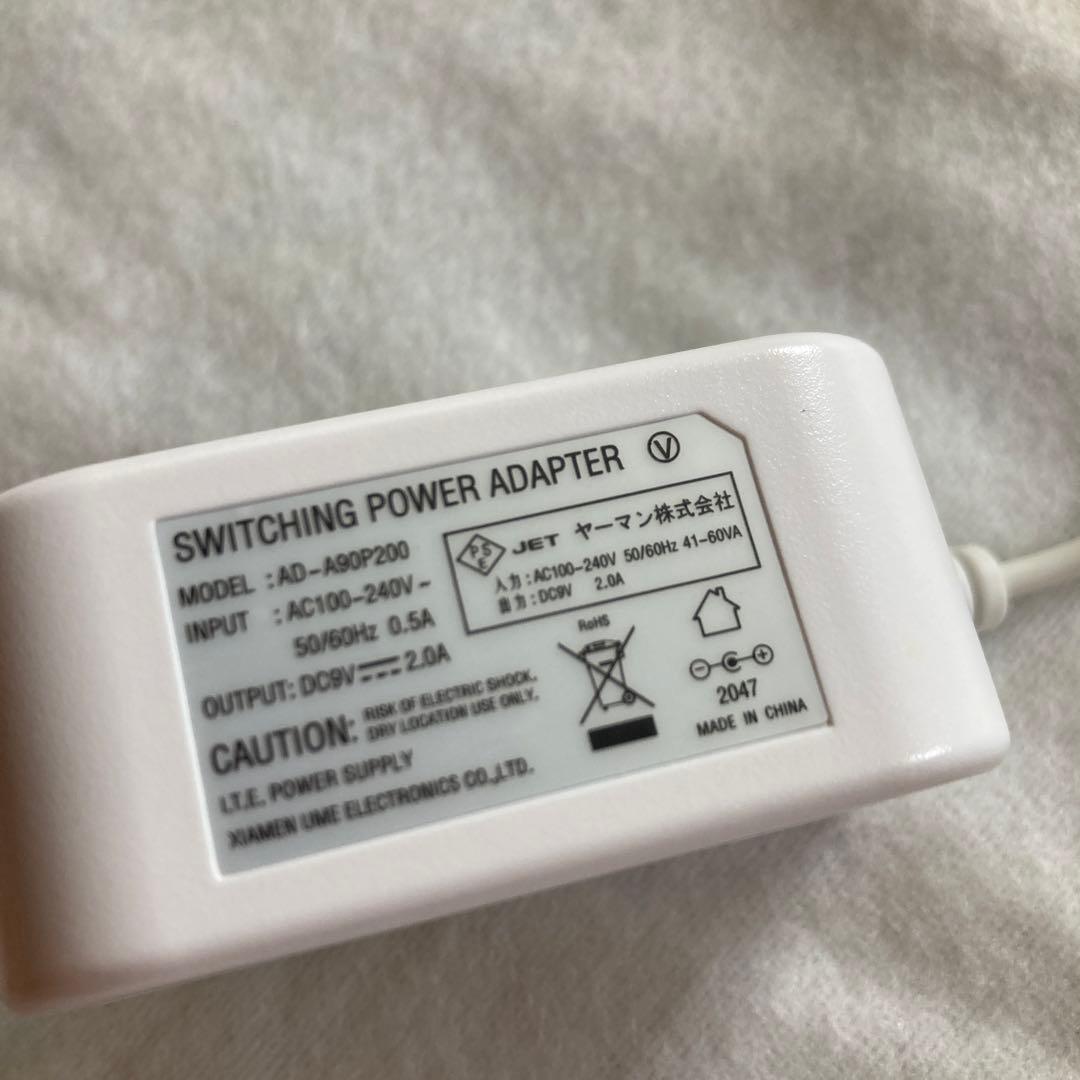 SWITCHING POWER ADAPTER Ⓥ
MODEL : AD-A90P200
INPUT : AC100-240V~
50/60Hz 0.5A
OUTPUT: DC9V⎓2.0A
CAUTION: RISK OF ELECTRIC SHOCK.
DRY LOCATION USE ONLY.
I.T.E. POWER SUPPLY
XIAMEN UME ELECTRONICS CO.,LTD.
PSE JET ヤーマン株式会社
入力：AC100-240V 50/60Hz 41-60VA
出力：DC9V 2.0A
RoHS
2047
MADE IN CHINA